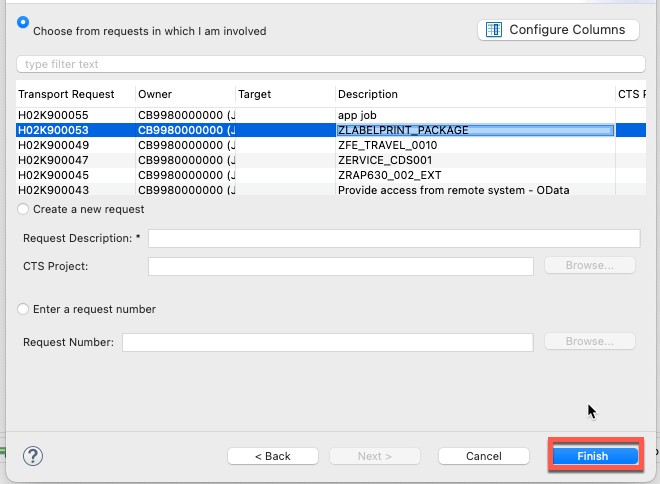 Choose from requests in which I am involved
Configure Columns
type filter text
Transport Request Owner Target Description CTS
H02K900055 CB9980000000 (J app job
H02K900053 CB9980000000 (J ZLABELPRINT_PACKAGE
H02K900049 CB9980000000 (J ZFE_TRAVEL_0010
H02K900047 CB9980000000 (J ZERVICE_CDS001
H02K900045 CB9980000000 (J ZRAP630_002_EXT
H02K900043 CB9980000000 (J Provide access from remote system - OData
Create a new request
Request Description: *
CTS Project: Browse...
Enter a request number
Request Number: Browse...
? < Back Next > Cancel Finish